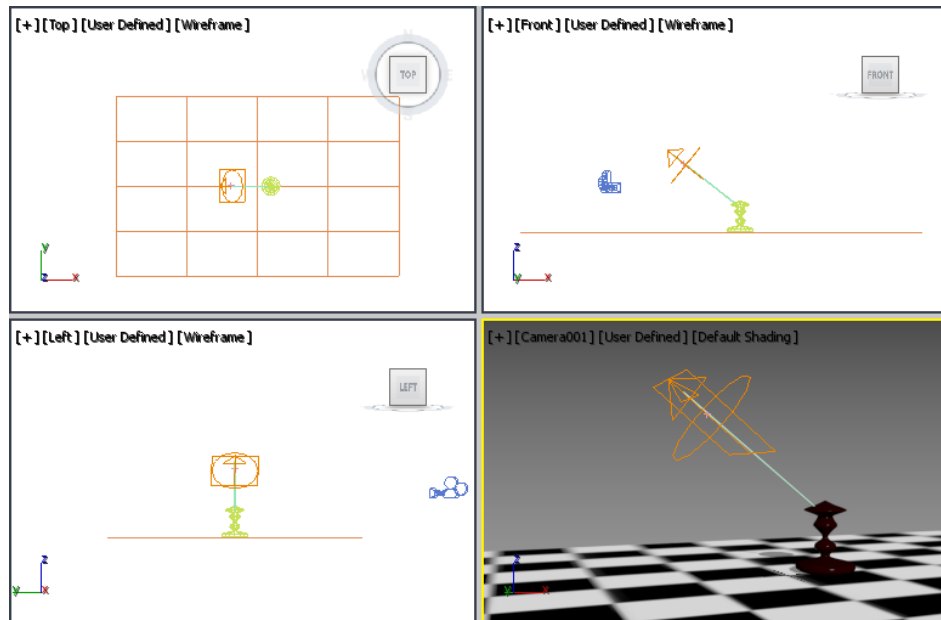 [+] [Top] [User Defined] [Wireframe]
N
W
TOP
E
S
y
z
x
[+] [Front] [User Defined] [Wireframe]
FRONT
z
y
x
[+] [Left] [User Defined] [Wireframe]
LEFT
z
y
x
[+] [Camera001] [User Defined] [Default Shading]
z
y
x